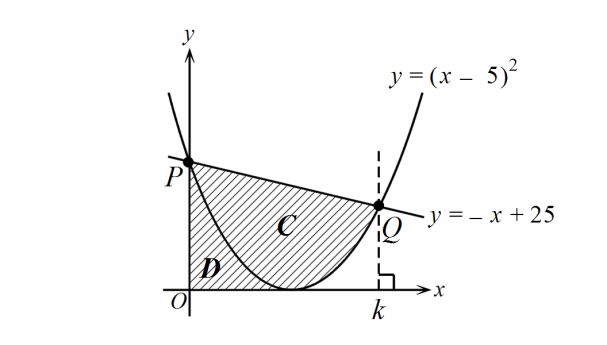 y
y = (x – 5)²
P
C
Q
y = – x + 25
D
O
x
k